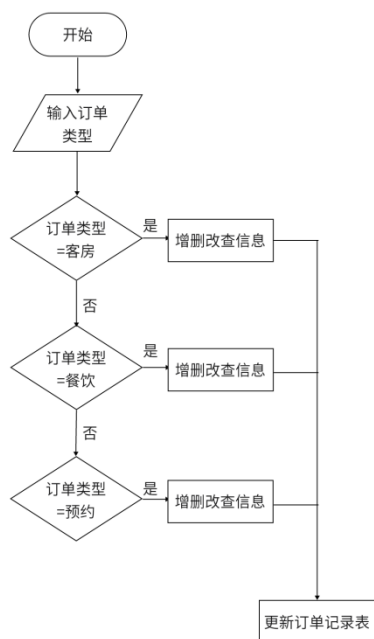 开始
输入订单
类型
订单类型
=客房
是
增删改查信息
否
订单类型
=餐饮
是
增删改查信息
否
订单类型
=预约
是
增删改查信息
更新订单记录表